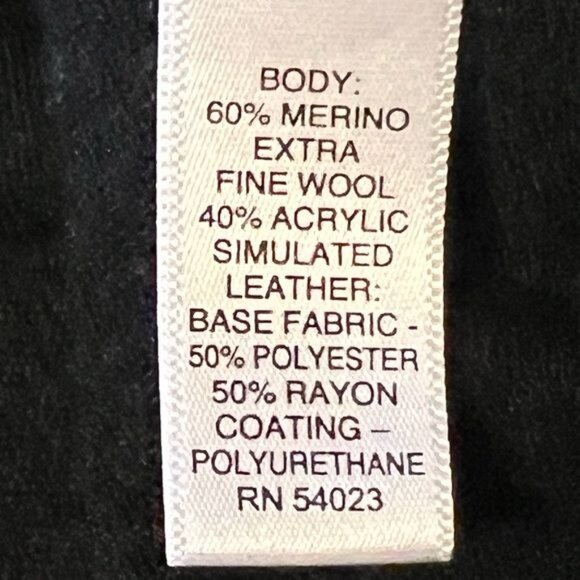 BODY:
60% MERINO
EXTRA
FINE WOOL
40% ACRYLIC
SIMULATED
LEATHER:
BASE FABRIC -
50% POLYESTER
50% RAYON
COATING –
POLYURETHANE
RN 54023